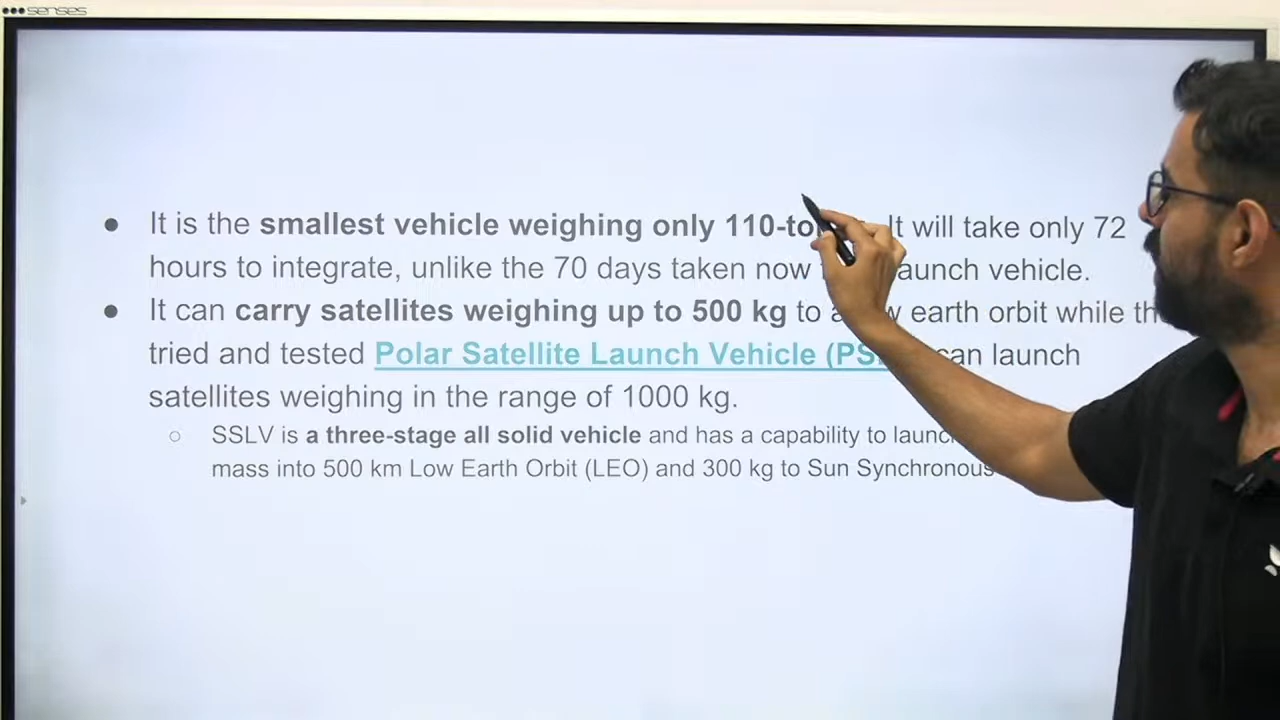 senses
It is the smallest vehicle weighing only 110-to It will take only 72
hours to integrate, unlike the 70 days taken now launch vehicle.
It can carry satellites weighing up to 500 kg to earth orbit while
tried and tested Polar Satellite Launch Vehicle (PS can launch
satellites weighing in the range of 1000 kg.
SSLV is a three-stage all solid vehicle and has a capability to
mass into 500 km Low Earth Orbit (LEO) and 300 kg to Sun Synchronous